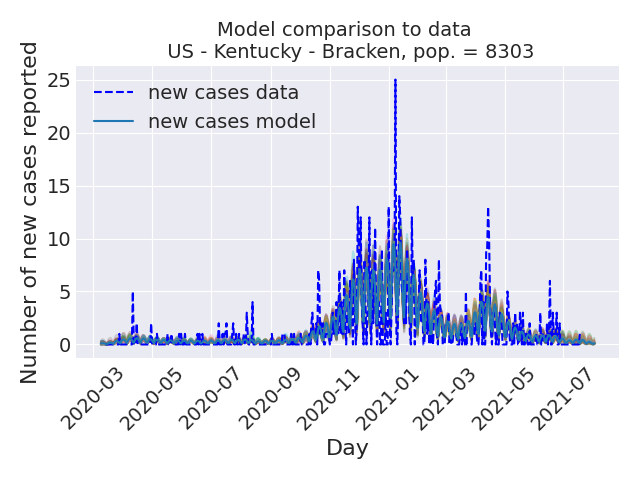 Model comparison to data
US - Kentucky - Bracken, pop. = 8303
Number of new cases reported
25
20
15
10
5
0
new cases data
new cases model
2020-03
2020-05
2020-07
2020-09
2020-11
2021-01
2021-03
2021-05
2021-07
Day